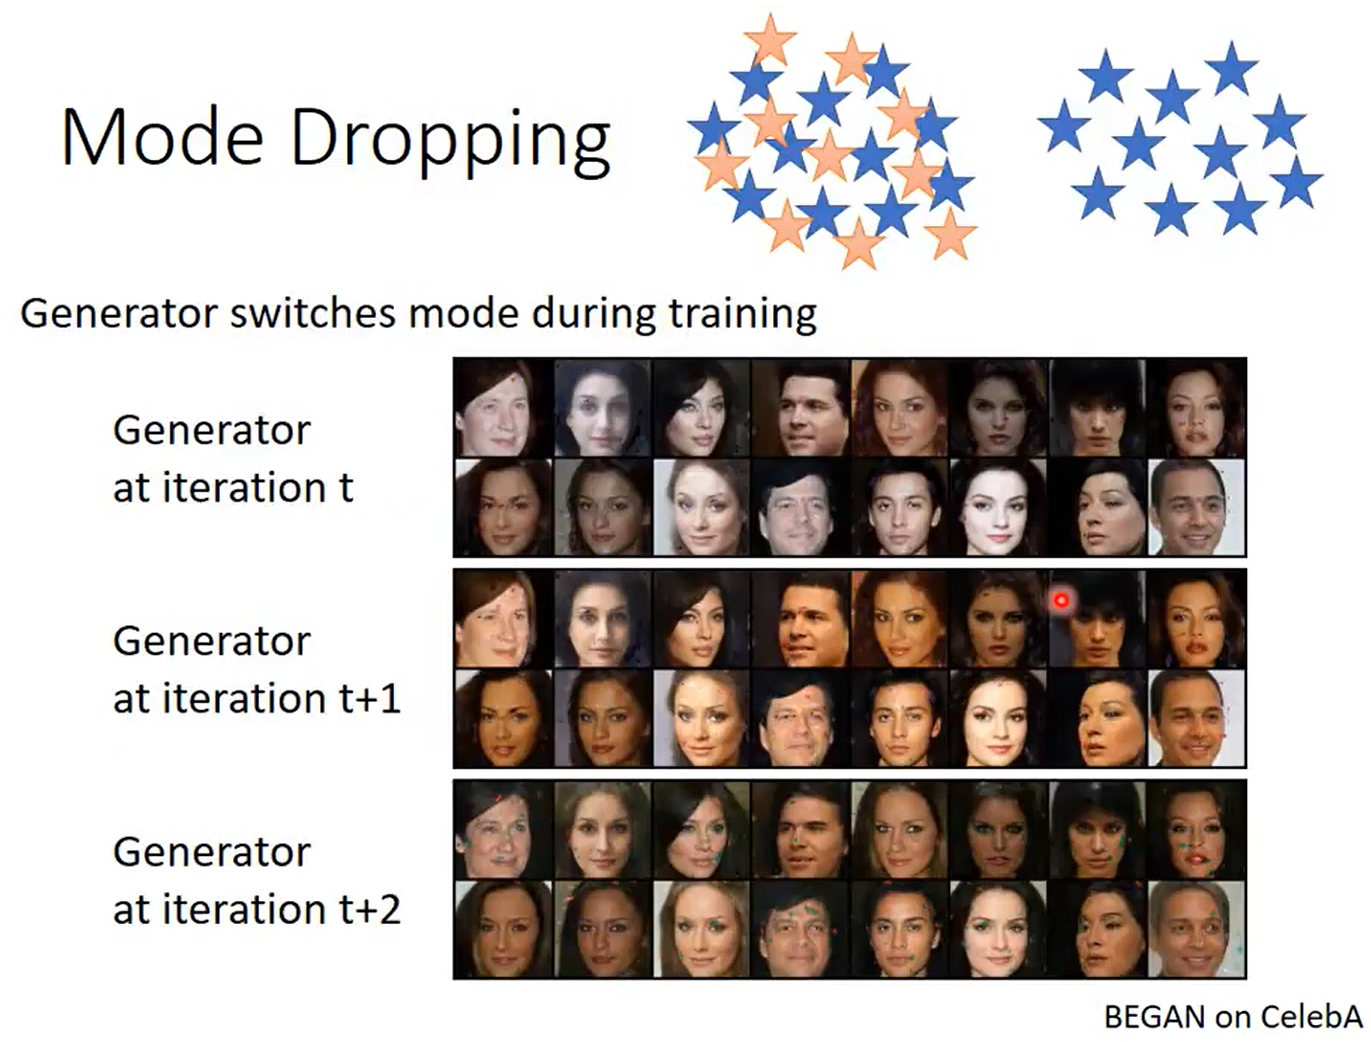 Mode Dropping
Generator switches mode during training
Generator
at iteration t
Generator
at iteration t+1
Generator
at iteration t+2
BEGAN on CelebA